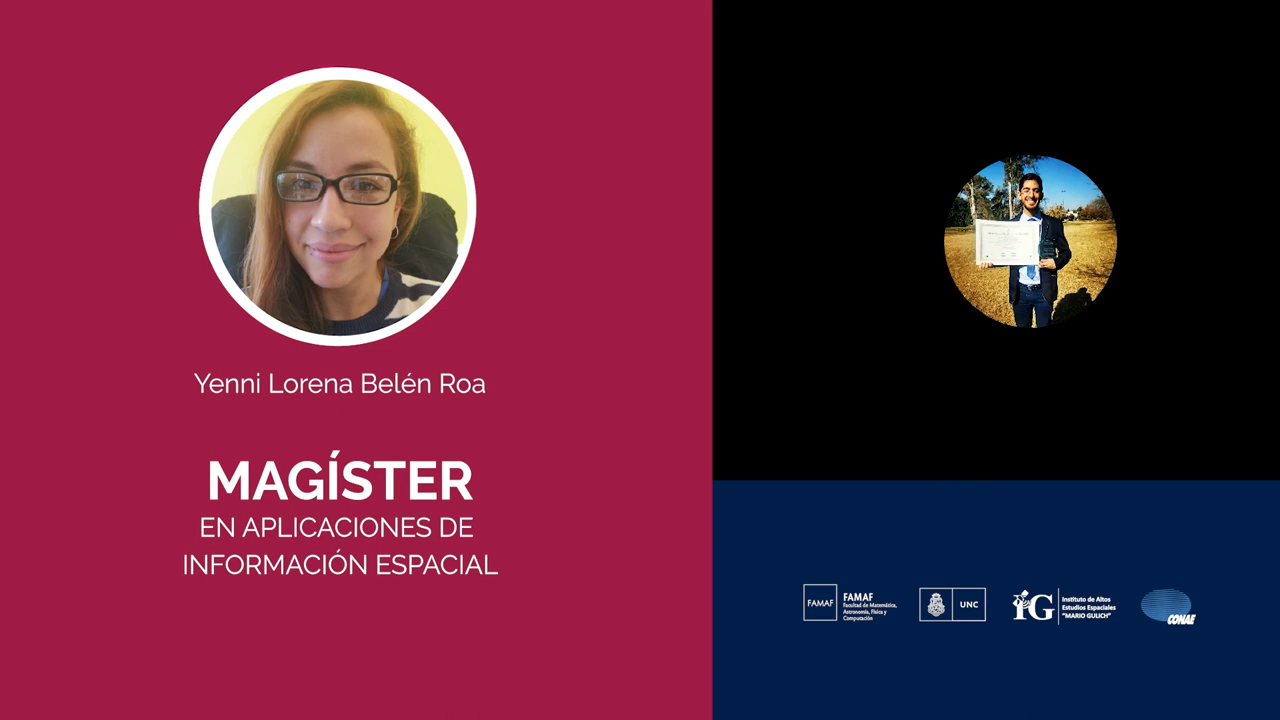 Yenni Lorena Belén Roa
MAGÍSTER
EN APLICACIONES DE
INFORMACIÓN ESPACIAL
FAMAF
FAMAF
Facultad de Matemática,
Astronomía, Física y
Computación
UNC
iG
Instituto de Altos
Estudios Espaciales
"MARIO GULICH"
CONAE